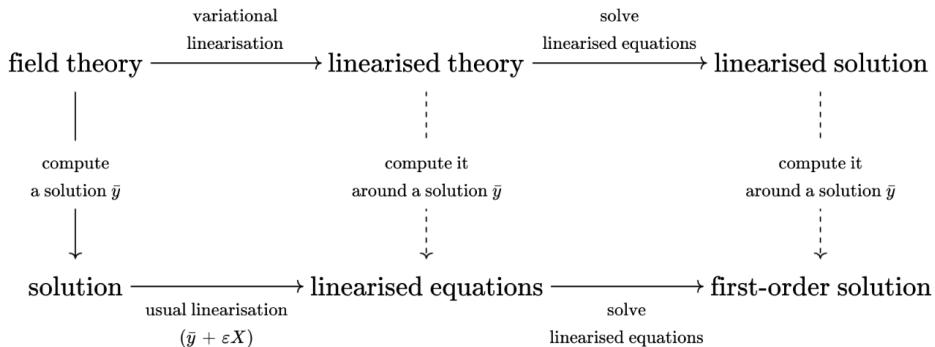 variational
linearisation
solve
linearised equations
field theory
linearised theory
linearised solution
compute
a solution ȳ
compute it
around a solution ȳ
compute it
around a solution ȳ
solution
linearised equations
first-order solution
usual linearisation
(ȳ + εX)
solve
linearised equations